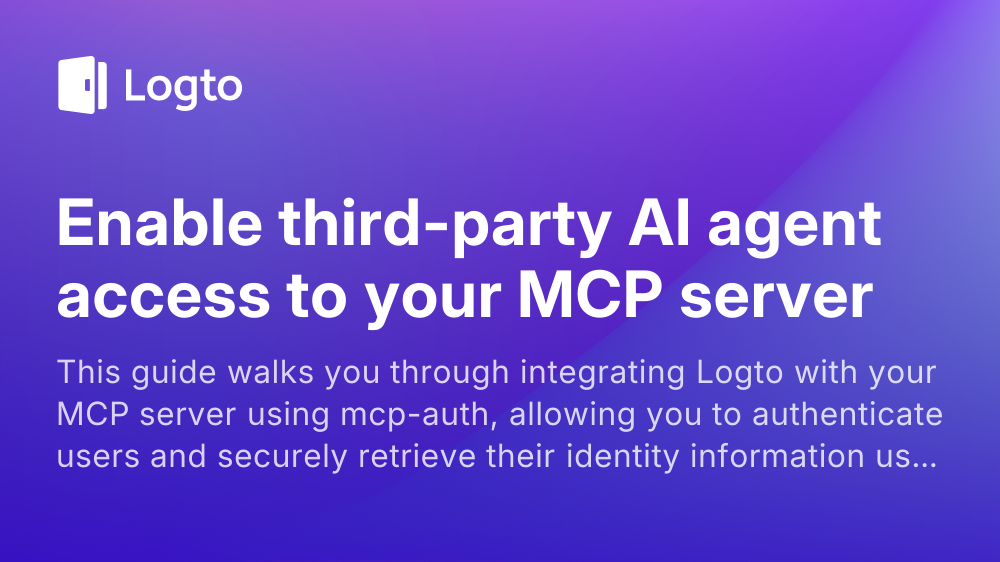 Logto
Enable third-party AI agent
access to your MCP server
This guide walks you through integrating Logto with your
MCP server using mcp-auth, allowing you to authenticate
users and securely retrieve their identity information us...